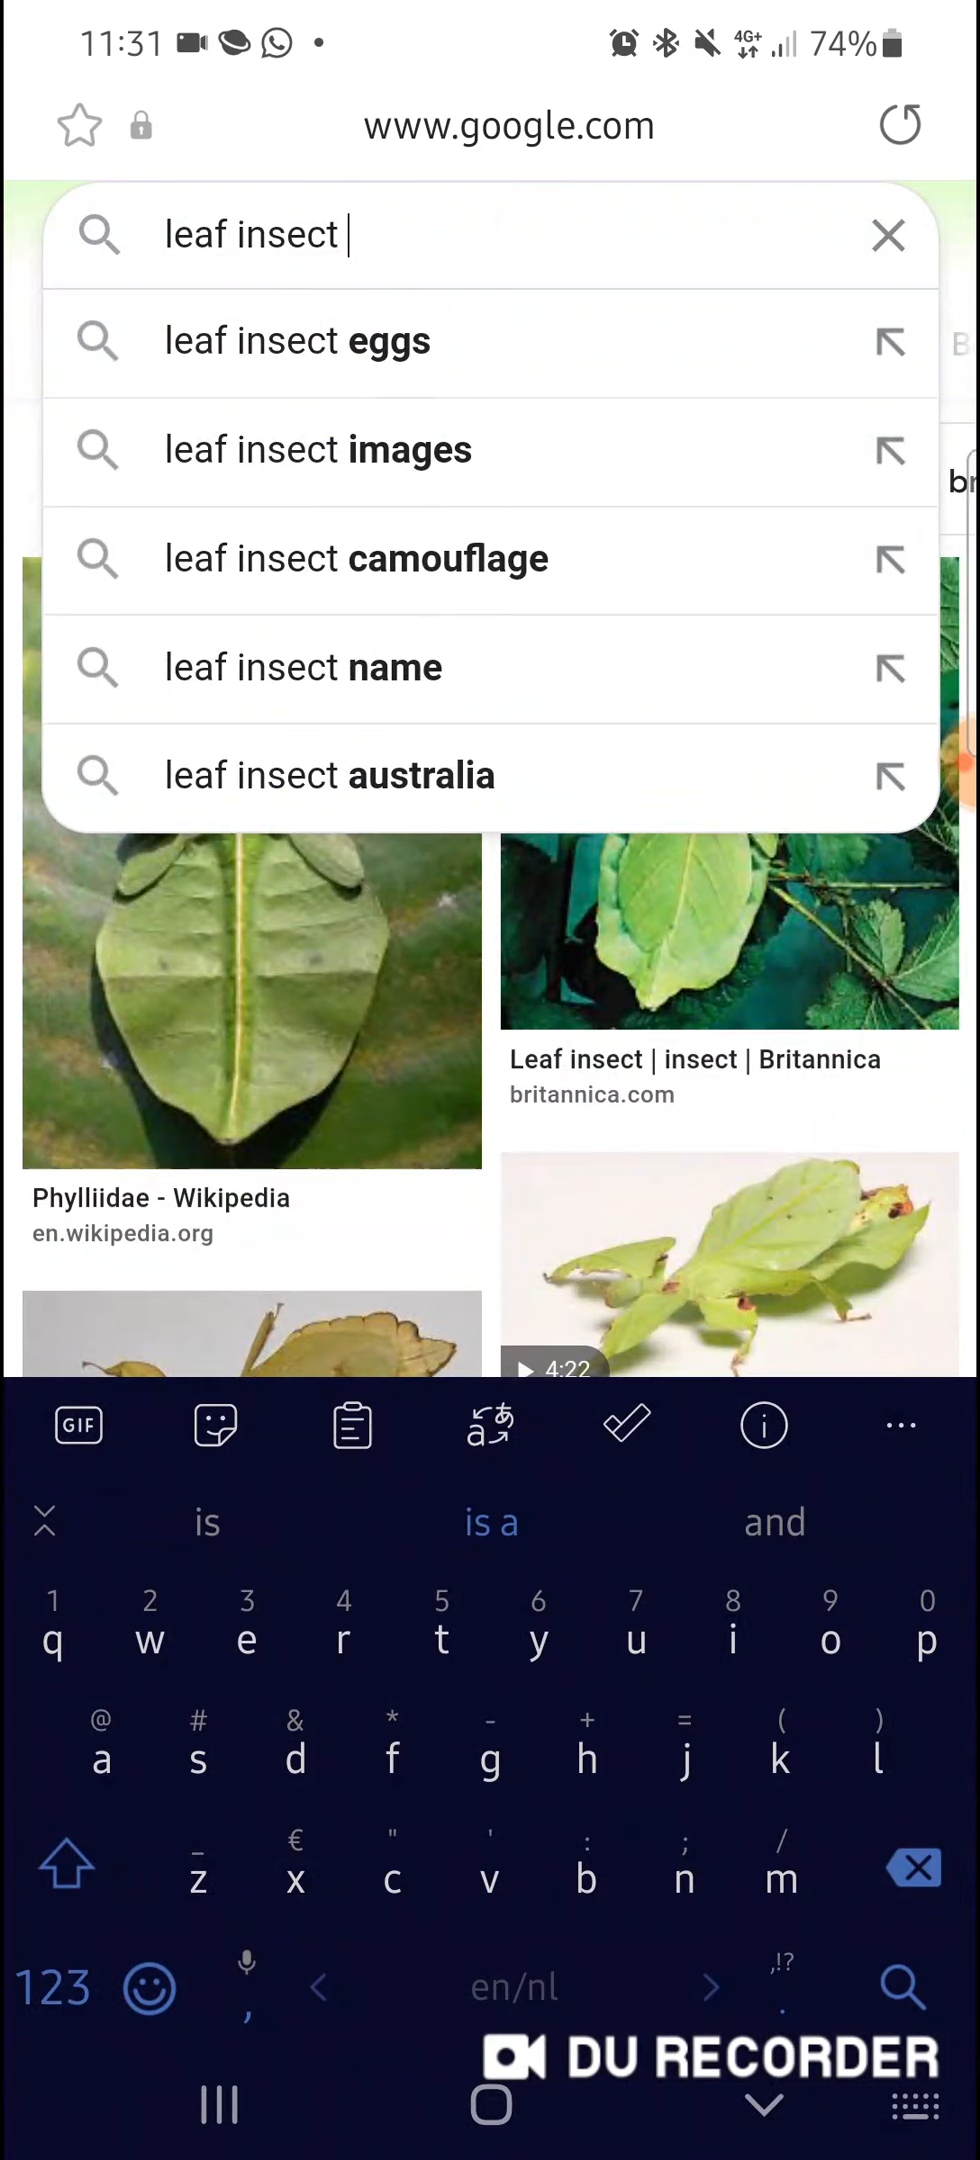 11:31 4G+ 74%
www.google.com
leaf insect
leaf insect eggs
leaf insect images
leaf insect camouflage
leaf insect name
leaf insect australia
Leaf insect | insect | Britannica
britannica.com
Phylliidae - Wikipedia
en.wikipedia.org
4:22
GIF
is is a and
1 2 3 4 5 6 7 8 9 0
q w e r t y u i o p
@ # & * - + = ( )
a s d f g h j k l
_ € " ' : ; /
z x c v b n m
,!?
123 , < en/nl > .
DU RECORDER